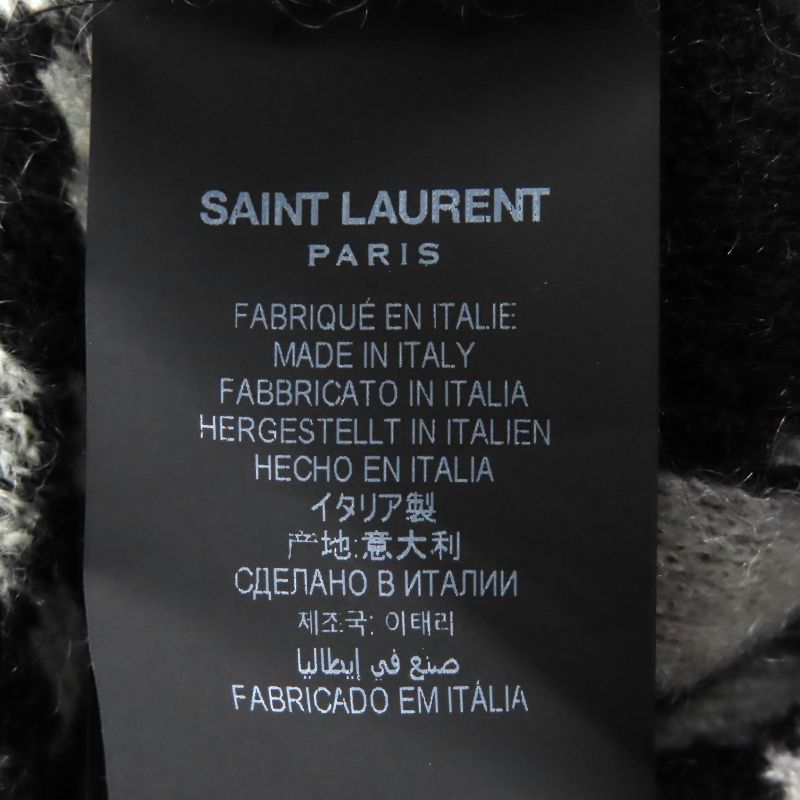 SAINT LAURENT
PARIS
FABRIQUÉ EN ITALIE
MADE IN ITALY
FABBRICATO IN ITALIA
HERGESTELLT IN ITALIEN
HECHO EN ITALIA
イタリア製
产地:意大利
СДЕЛАНО В ИТАЛИИ
제조국: 이태리
صنع في إيطاليا
FABRICADO EM ITÁLIA